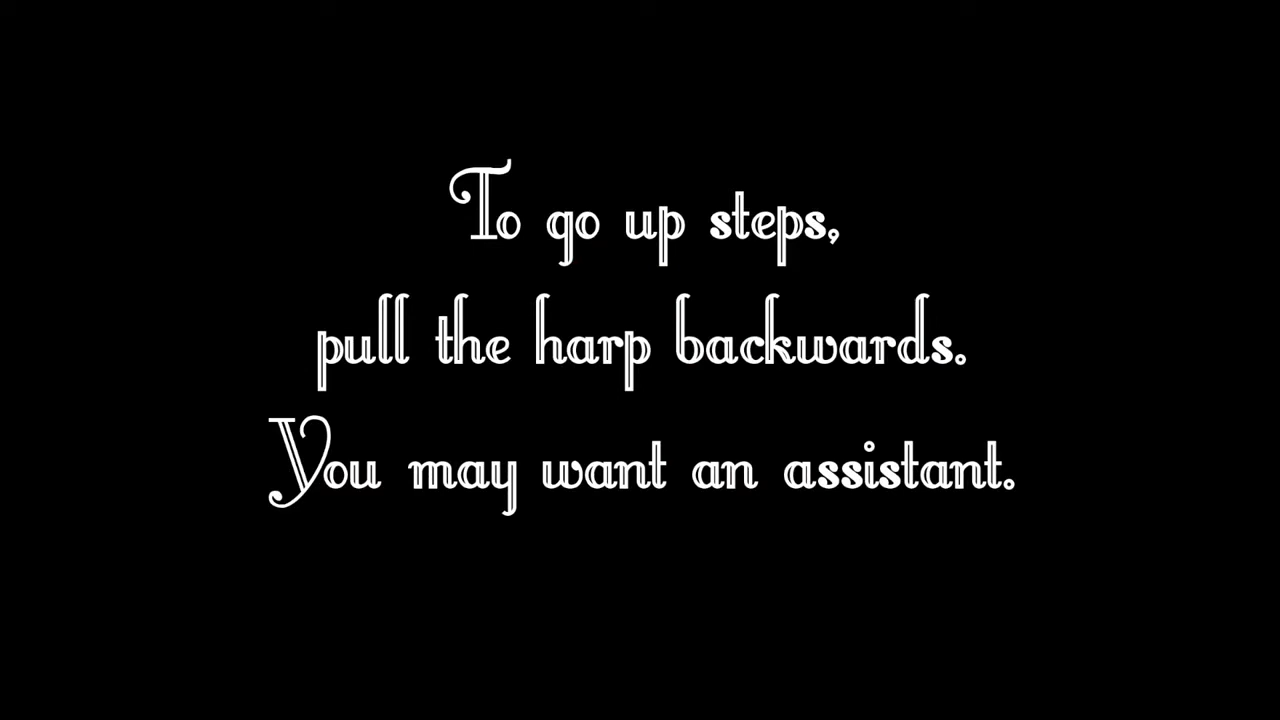 To go up steps,
pull the harp backwards.
You may want an assistant.